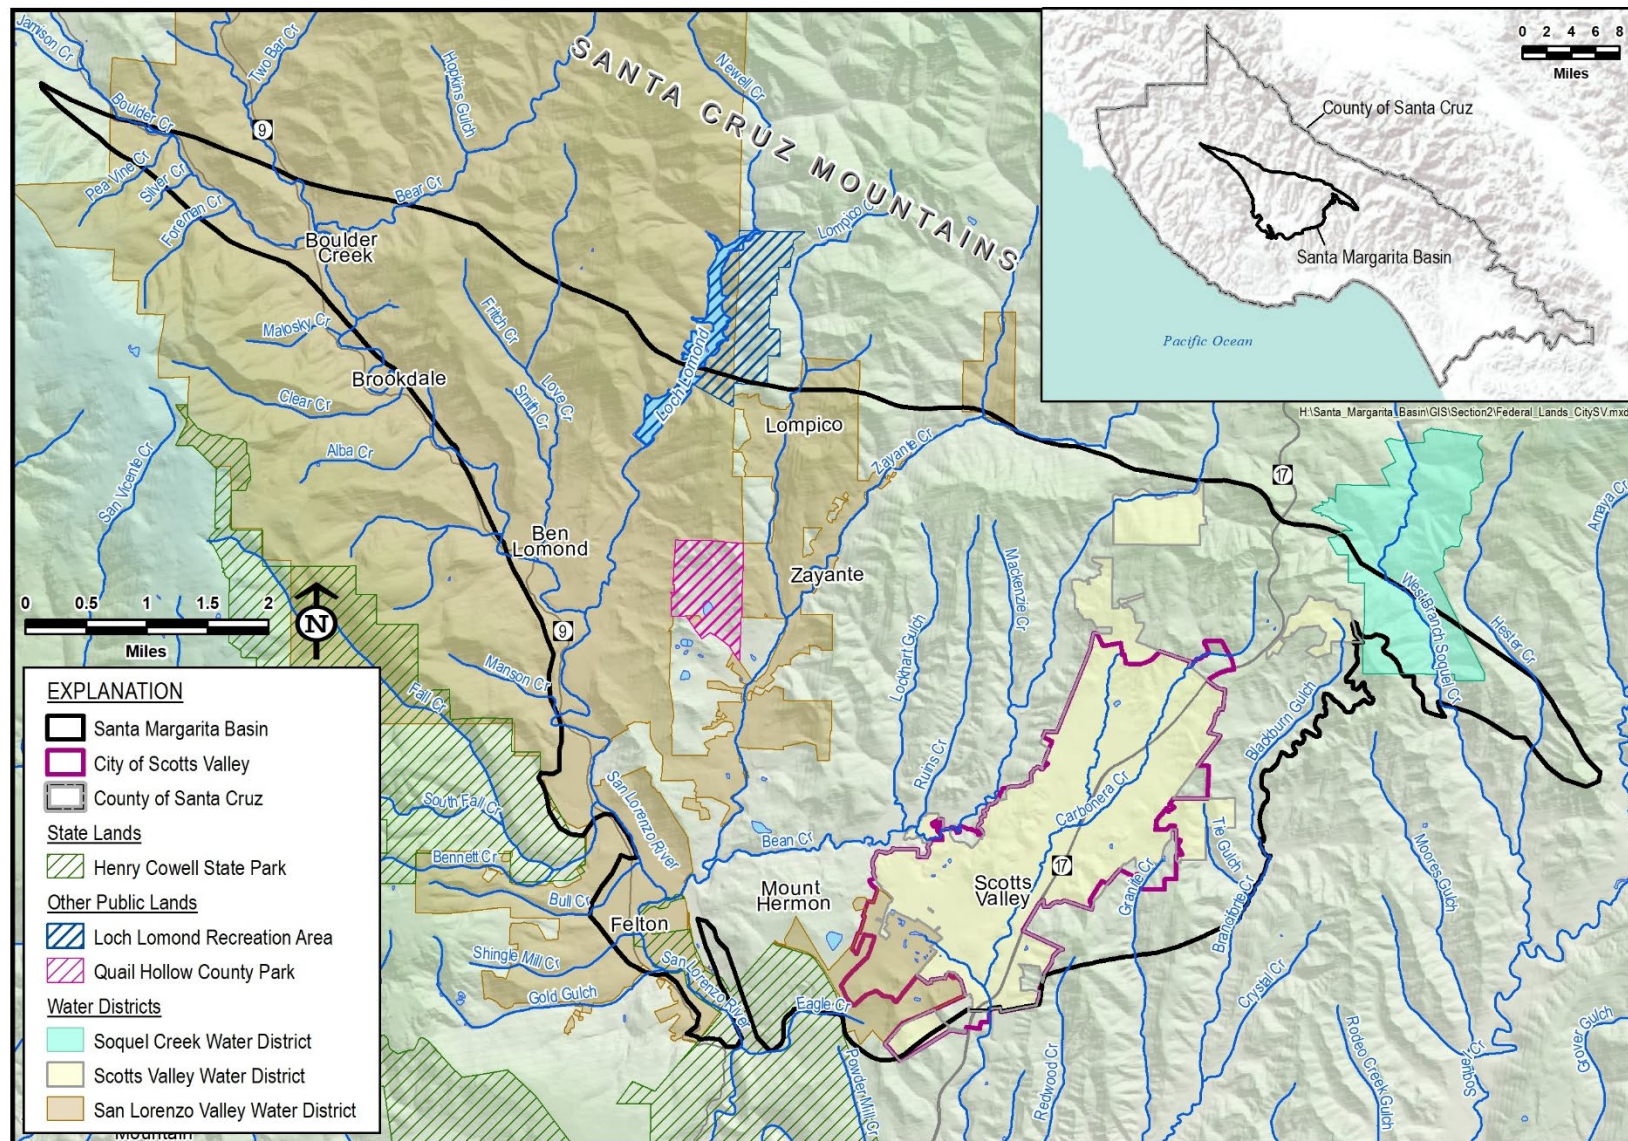 Jamison Cr
Two Bar Cr
Hopkins Gulch
Newell Cr
SANTA CRUZ MOUNTAINS
0 2 4 6 8
Miles
County of Santa Cruz
Santa Margarita Basin
Pacific Ocean
H:\Santa_Margarita_Basin\GIS\Section2\Federal_Lands_CitySV.mxd
Boulder Cr
9
Pea Vine Cr
Silver Cr
Foreman Cr
Bear Cr
Lompico Cr
Boulder
Creek
Malosky Cr
Fritch Cr
Brookdale
Clear Cr
Smith Cr
Love Cr
Loch Lomond
Lompico
Alba Cr
San Vicente Cr
Zayante Cr
17
Amaya Cr
Ben
Lomond
Zayante
Mackenzie Cr
Lockhart Gulch
West Branch Soquel Cr
Hester Cr
0 0.5 1 1.5 2
Miles
N
9
Manson Cr
Fall Cr
Ruins Cr
Blackburn Gulch
South Fall Cr
San Lorenzo River
Bean Cr
Carbonera Cr
Tie Gulch
Bennett Cr
Bull Cr
Mount
Hermon
Scotts
Valley
17
Granite Cr
Branciforte Cr
Moores Gulch
Felton
Shingle Mill Cr
Gold Gulch
San Lorenzo River
Eagle Cr
Crystal Cr
Powder Mill Cr
Redwood Cr
Rodeo Creek Gulch
Soquel Cr
Grover Gulch
EXPLANATION
Santa Margarita Basin
City of Scotts Valley
County of Santa Cruz
State Lands
Henry Cowell State Park
Other Public Lands
Loch Lomond Recreation Area
Quail Hollow County Park
Water Districts
Soquel Creek Water District
Scotts Valley Water District
San Lorenzo Valley Water District
Mountain